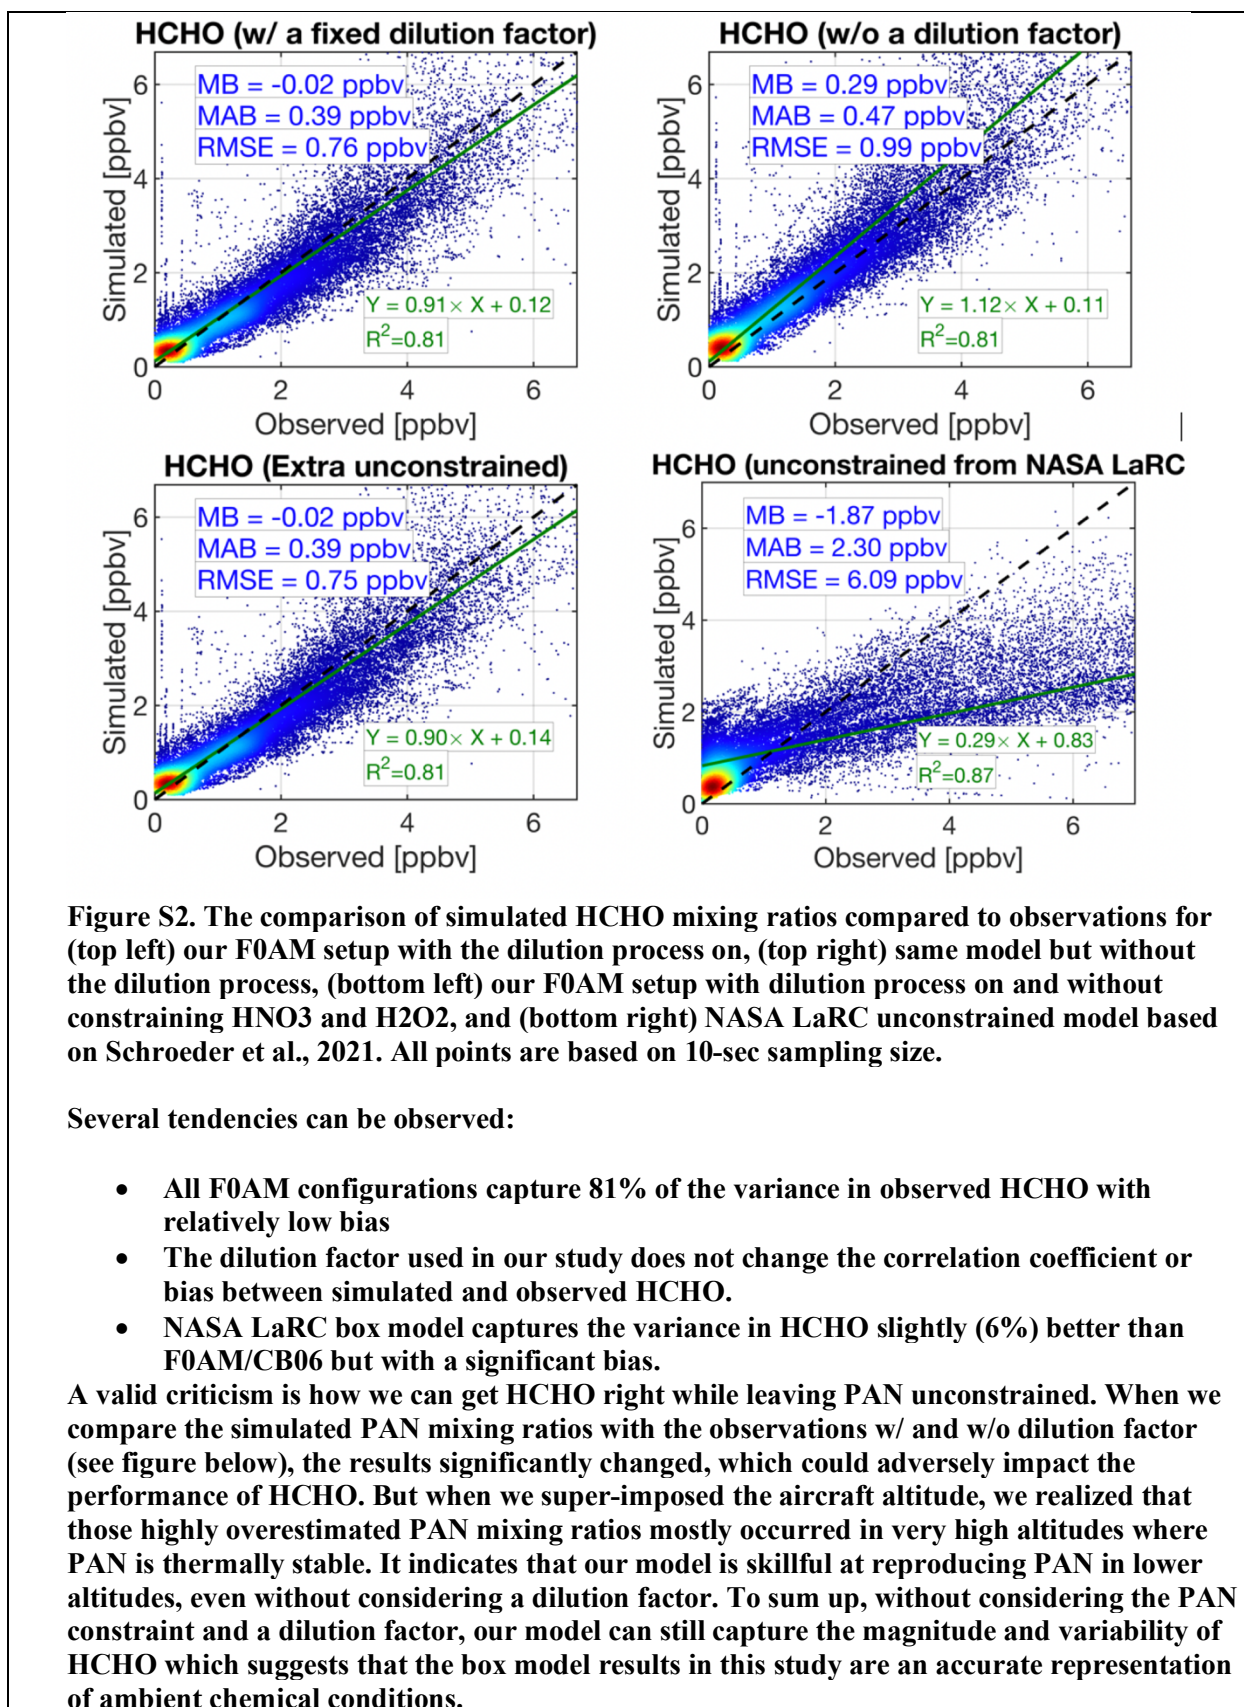 HCHO (w/ a fixed dilution factor)
MB = -0.02 ppbv
MAB = 0.39 ppbv
RMSE = 0.76 ppbv
Y = 0.91× X + 0.12
R²=0.81
Simulated [ppbv]
6
4
2
0
0 2 4 6
Observed [ppbv]
HCHO (w/o a dilution factor)
MB = 0.29 ppbv
MAB = 0.47 ppbv
RMSE = 0.99 ppbv
Y = 1.12× X + 0.11
R²=0.81
Simulated [ppbv]
6
4
2
0
0 2 4 6
Observed [ppbv]
HCHO (Extra unconstrained)
MB = -0.02 ppbv
MAB = 0.39 ppbv
RMSE = 0.75 ppbv
Y = 0.90× X + 0.14
R²=0.81
Simulated [ppbv]
6
4
2
0
0 2 4 6
Observed [ppbv]
HCHO (unconstrained from NASA LaRC
MB = -1.87 ppbv
MAB = 2.30 ppbv
RMSE = 6.09 ppbv
Y = 0.29× X + 0.83
R²=0.87
Simulated [ppbv]
6
4
2
0
0 2 4 6
Observed [ppbv]
Figure S2. The comparison of simulated HCHO mixing ratios compared to observations for
(top left) our F0AM setup with the dilution process on, (top right) same model but without
the dilution process, (bottom left) our F0AM setup with dilution process on and without
constraining HNO3 and H2O2, and (bottom right) NASA LaRC unconstrained model based
on Schroeder et al., 2021. All points are based on 10-sec sampling size.
Several tendencies can be observed:
• All F0AM configurations capture 81% of the variance in observed HCHO with
relatively low bias
• The dilution factor used in our study does not change the correlation coefficient or
bias between simulated and observed HCHO.
• NASA LaRC box model captures the variance in HCHO slightly (6%) better than
F0AM/CB06 but with a significant bias.
A valid criticism is how we can get HCHO right while leaving PAN unconstrained. When we
compare the simulated PAN mixing ratios with the observations w/ and w/o dilution factor
(see figure below), the results significantly changed, which could adversely impact the
performance of HCHO. But when we super-imposed the aircraft altitude, we realized that
those highly overestimated PAN mixing ratios mostly occurred in very high altitudes where
PAN is thermally stable. It indicates that our model is skillful at reproducing PAN in lower
altitudes, even without considering a dilution factor. To sum up, without considering the PAN
constraint and a dilution factor, our model can still capture the magnitude and variability of
HCHO which suggests that the box model results in this study are an accurate representation
of ambient chemical conditions.